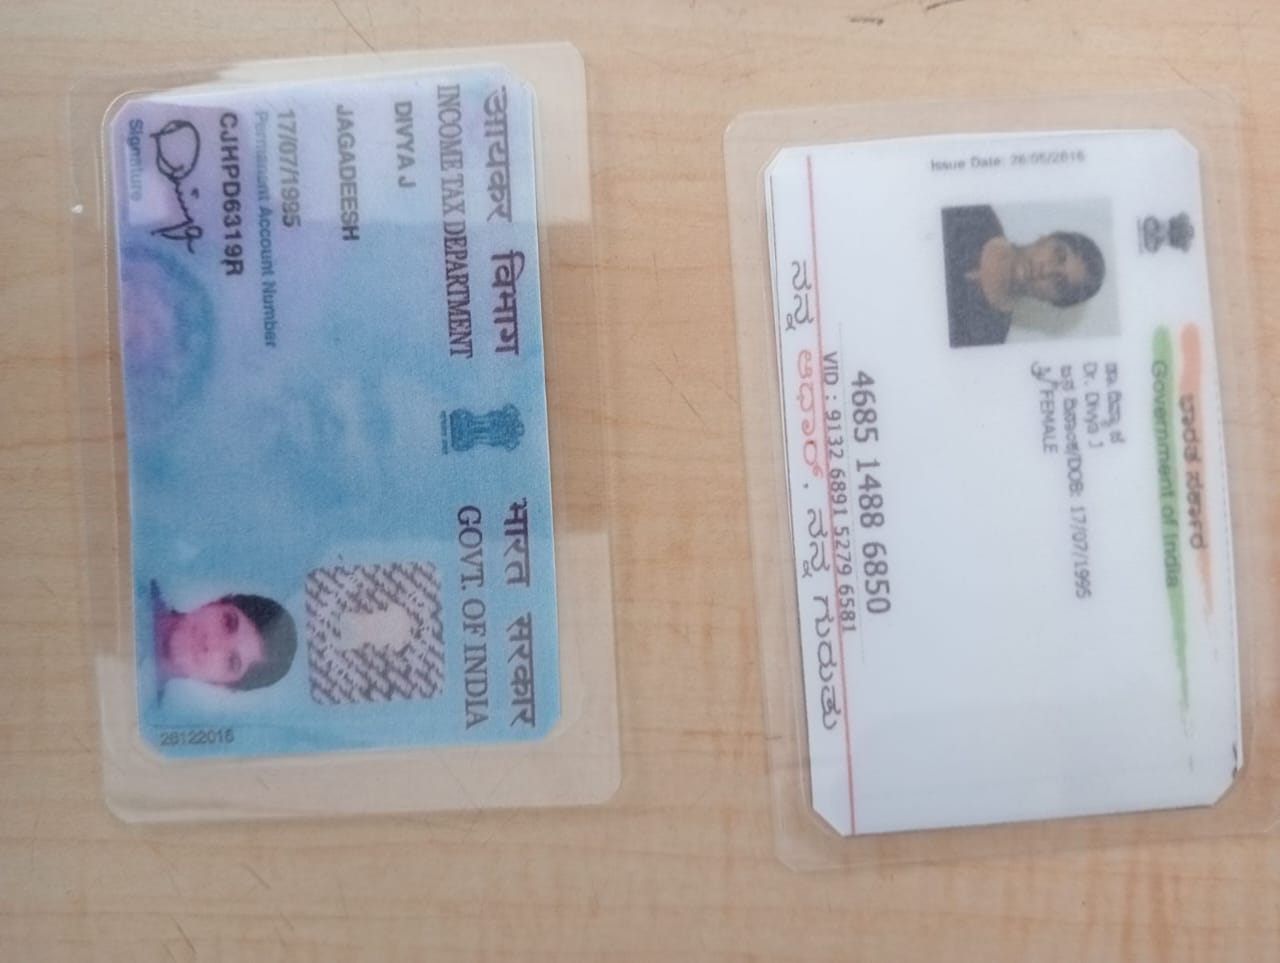 आयकर विभाग
INCOME TAX DEPARTMENT
भारत सरकार
GOVT. OF INDIA
DIVYA J
JAGADEESH
17/07/1995
Permanent Account Number
CJHPD6319R
Signature
26122016
ಭಾರತ ಸರ್ಕಾರ
Government of India
Issue Date: 26/05/2016
ಡಾ. ದಿವ್ಯಾ ಜೆ
Dr. Divya J
ಜನ್ಮ ದಿನಾಂಕ/DOB: 17/07/1995
FEMALE
4685 1488 6850
VID : 9132 6891 5279 6581
ನನ್ನ ಆಧಾರ್, ನನ್ನ ಗುರುತು